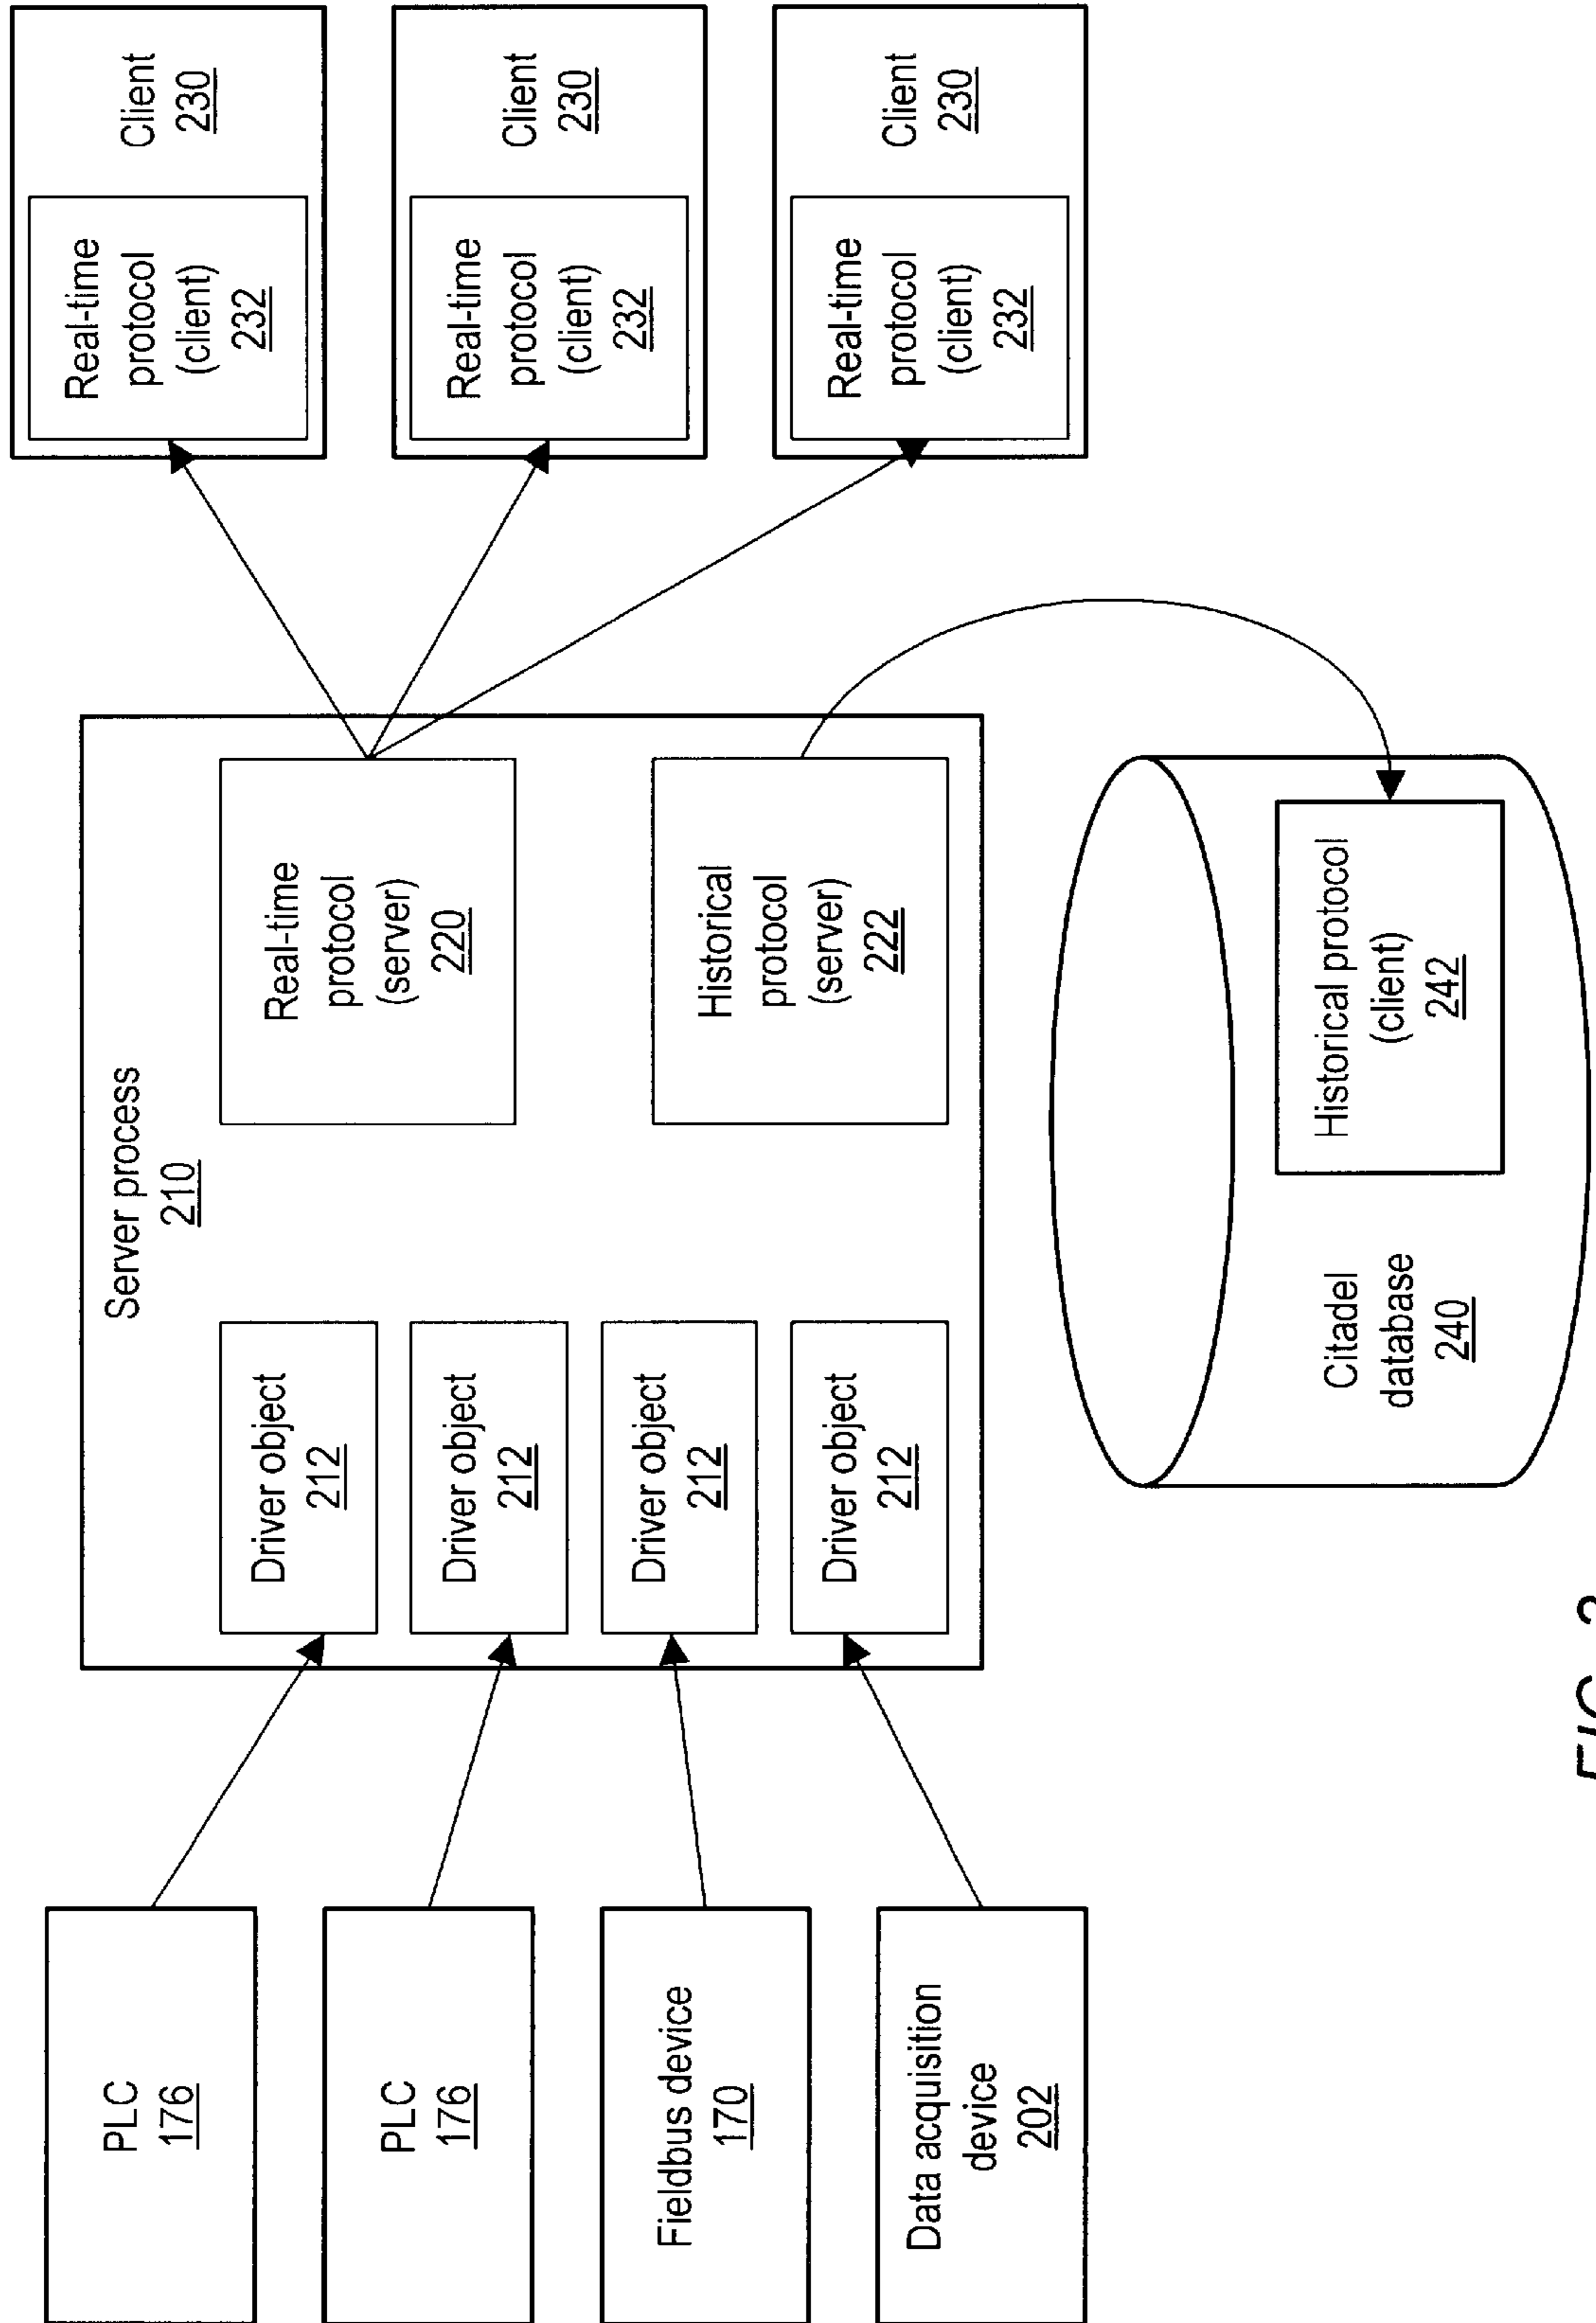 PLC
176
PLC
176
Fieldbus device
170
Data acquisition
device
202
Server process
210
Driver object
212
Driver object
212
Driver object
212
Driver object
212
Real-time
protocol
(server)
220
Historical
protocol
(server)
222
Real-time
protocol
(client)
232
Client
230
Real-time
protocol
(client)
232
Client
230
Real-time
protocol
(client)
232
Client
230
Citadel
database
240
Historical protocol
(client)
242
FIG.